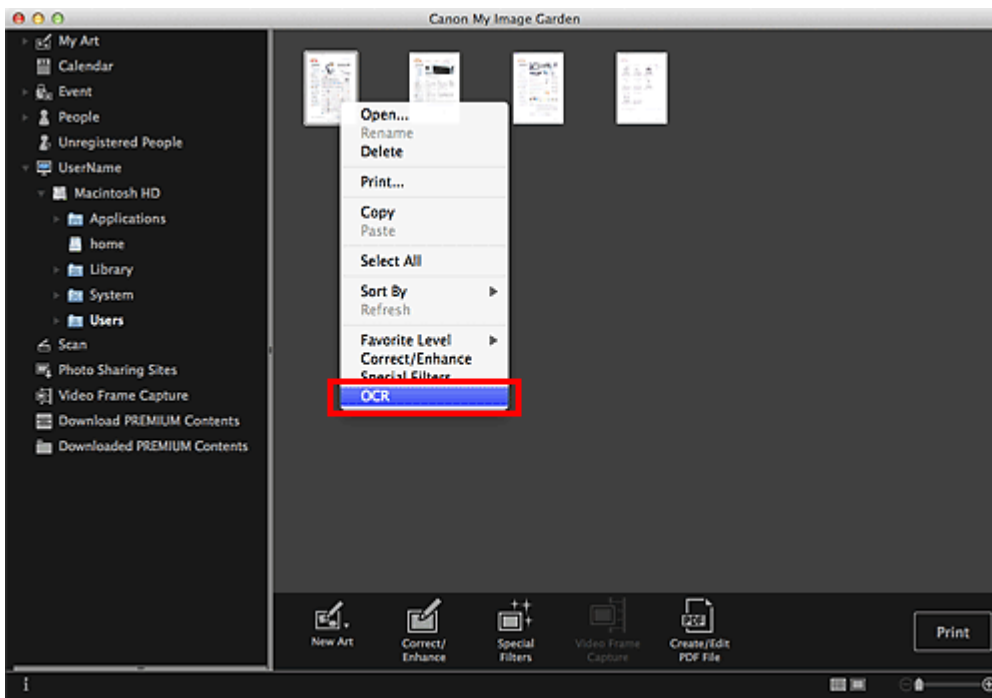 Canon My Image Garden
My Art
Calendar
Event
People
Unregistered People
UserName
Macintosh HD
Applications
home
Library
System
Users
Scan
Photo Sharing Sites
Video Frame Capture
Download PREMIUM Contents
Downloaded PREMIUM Contents
Open...
Rename
Delete
Print...
Copy
Paste
Select All
Sort By
Refresh
Favorite Level
Correct/Enhance
Special Filters
OCR
New Art
Correct/
Enhance
Special
Filters
Video Frame
Capture
PDF
Create/Edit
PDF File
Print